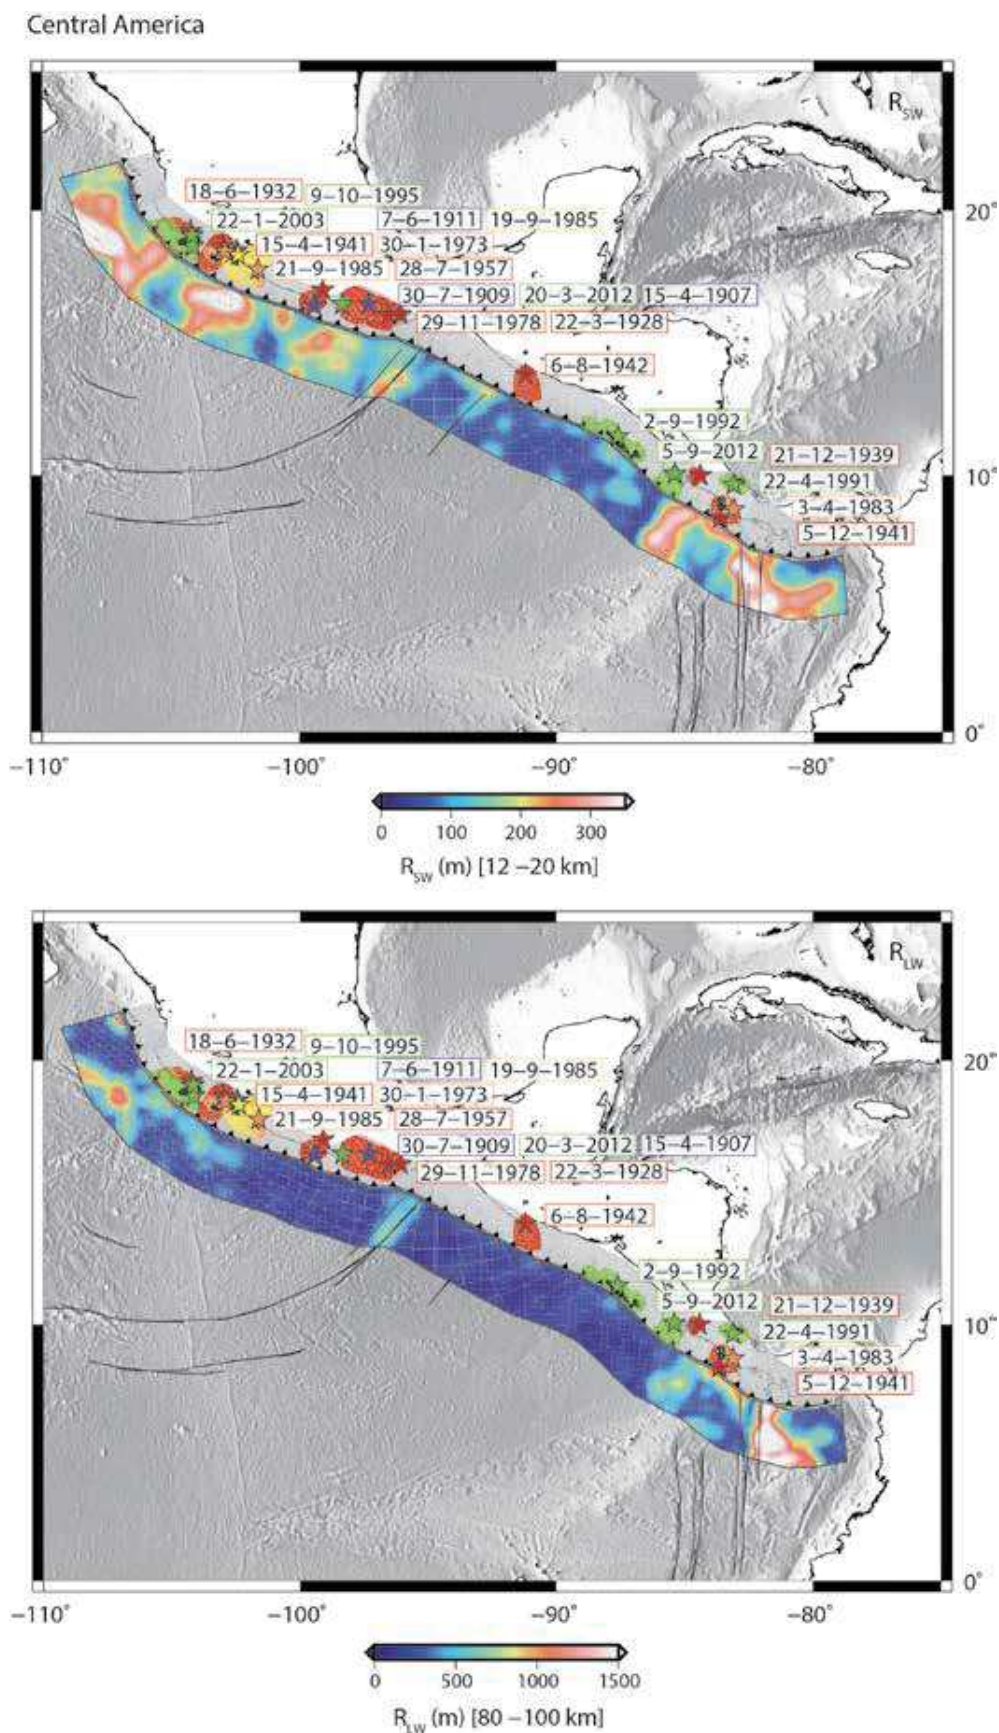 Central America
R_SW
18–6–1932 9–10–1995
20°
22–1–2003 7–6–1911 19–9–1985
15–4–1941 30–1–1973
21–9–1985 28–7–1957
30–7–1909 20–3–2012 15–4–1907
29–11–1978 22–3–1928
6–8–1942
2–9–1992
5–9–2012 21–12–1939
10°
22–4–1991
3–4–1983
5–12–1941
0°
−110° −100° −90° −80°
0 100 200 300
R_SW (m) [12 –20 km]
R_LW
18–6–1932 9–10–1995
20°
22–1–2003 7–6–1911 19–9–1985
15–4–1941 30–1–1973
21–9–1985 28–7–1957
30–7–1909 20–3–2012 15–4–1907
29–11–1978 22–3–1928
6–8–1942
2–9–1992
5–9–2012 21–12–1939
10°
22–4–1991
3–4–1983
5–12–1941
0°
−110° −100° −90° −80°
0 500 1000 1500
R_LW (m) [80 –100 km]